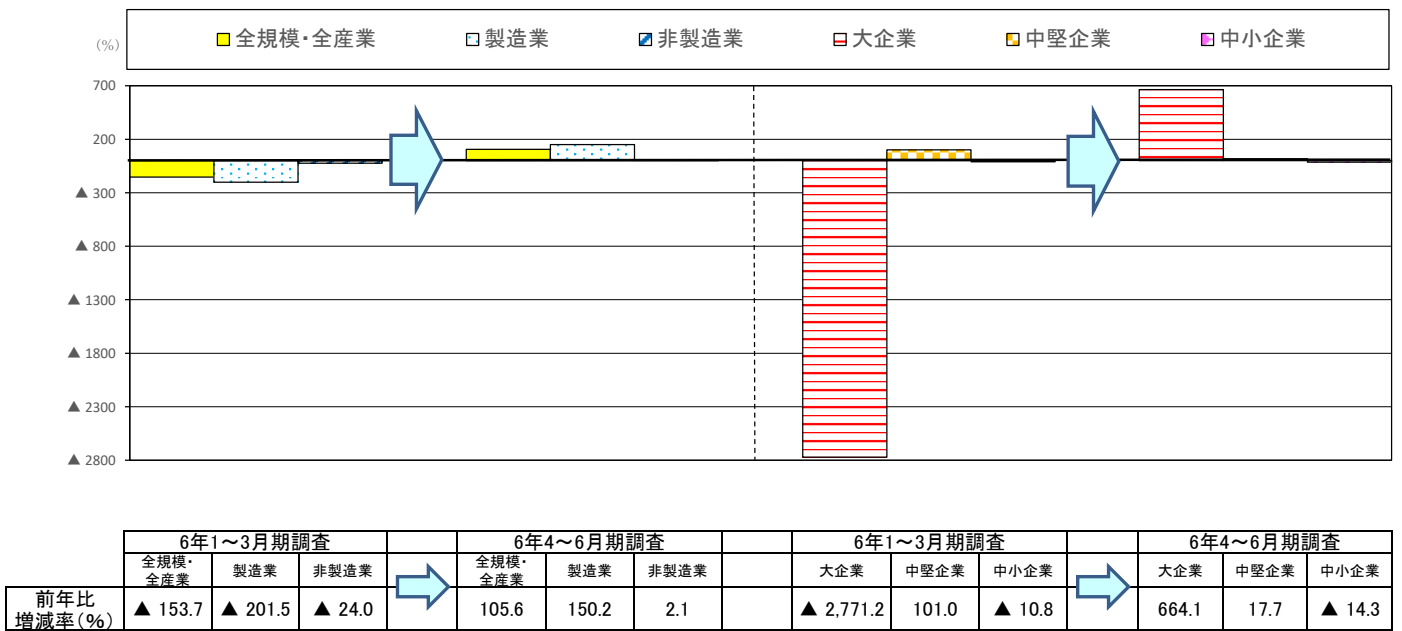 (%)
全規模・全産業 製造業 非製造業 大企業 中堅企業 中小企業
700
200
▲ 300
▲ 800
▲ 1300
▲ 1800
▲ 2300
▲ 2800
6年1～3月期調査 6年4～6月期調査 6年1～3月期調査 6年4～6月期調査
全規模・
全産業 製造業 非製造業 全規模・
全産業 製造業 非製造業 大企業 中堅企業 中小企業 大企業 中堅企業 中小企業
前年比
増減率(%) ▲ 153.7 ▲ 201.5 ▲ 24.0 105.6 150.2 2.1 ▲ 2,771.2 101.0 ▲ 10.8 664.1 17.7 ▲ 14.3